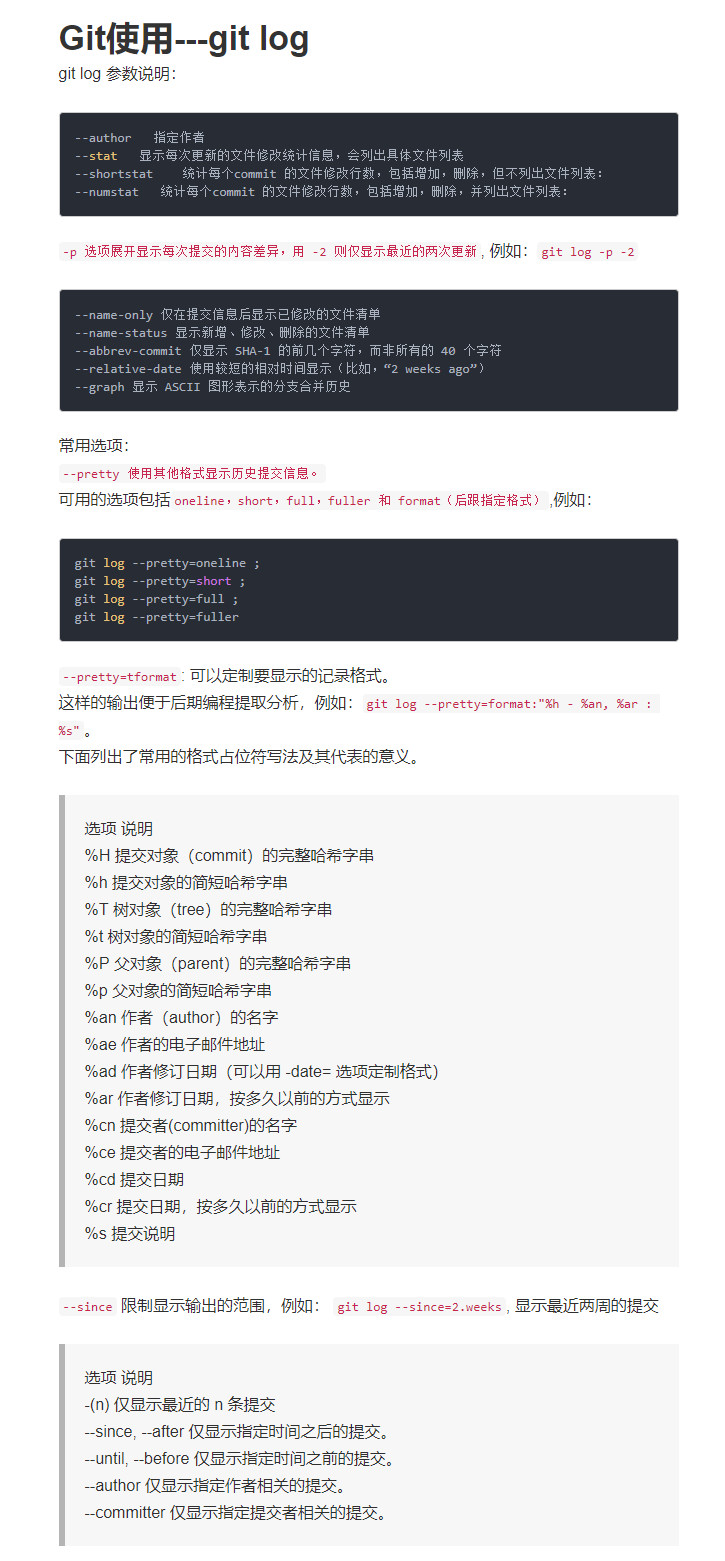 Git使用---git log
git log 参数说明：
--author   指定作者
--stat   显示每次更新的文件修改统计信息，会列出具体文件列表
--shortstat    统计每个commit 的文件修改行数，包括增加，删除，但不列出文件列表：
--numstat   统计每个commit 的文件修改行数，包括增加，删除，并列出文件列表：
-p 选项展开显示每次提交的内容差异，用 -2 则仅显示最近的两次更新, 例如：git log -p -2
--name-only 仅在提交信息后显示已修改的文件清单
--name-status 显示新增、修改、删除的文件清单
--abbrev-commit 仅显示 SHA-1 的前几个字符，而非所有的 40 个字符
--relative-date 使用较短的相对时间显示（比如，“2 weeks ago”）
--graph 显示 ASCII 图形表示的分支合并历史
常用选项：
--pretty 使用其他格式显示历史提交信息。
可用的选项包括 oneline，short，full，fuller 和 format（后跟指定格式）,例如：
git log --pretty=oneline ;
git log --pretty=short ;
git log --pretty=full ;
git log --pretty=fuller
--pretty=tformat: 可以定制要显示的记录格式。
这样的输出便于后期编程提取分析，例如：git log --pretty=format:"%h - %an, %ar :
%s" 。
下面列出了常用的格式占位符写法及其代表的意义。
选项 说明
%H 提交对象（commit）的完整哈希字串
%h 提交对象的简短哈希字串
%T 树对象（tree）的完整哈希字串
%t 树对象的简短哈希字串
%P 父对象（parent）的完整哈希字串
%p 父对象的简短哈希字串
%an 作者（author）的名字
%ae 作者的电子邮件地址
%ad 作者修订日期（可以用 -date= 选项定制格式）
%ar 作者修订日期，按多久以前的方式显示
%cn 提交者(committer)的名字
%ce 提交者的电子邮件地址
%cd 提交日期
%cr 提交日期，按多久以前的方式显示
%s 提交说明
--since 限制显示输出的范围，例如： git log --since=2.weeks, 显示最近两周的提交
选项 说明
-(n) 仅显示最近的 n 条提交
--since, --after 仅显示指定时间之后的提交。
--until, --before 仅显示指定时间之前的提交。
--author 仅显示指定作者相关的提交。
--committer 仅显示指定提交者相关的提交。